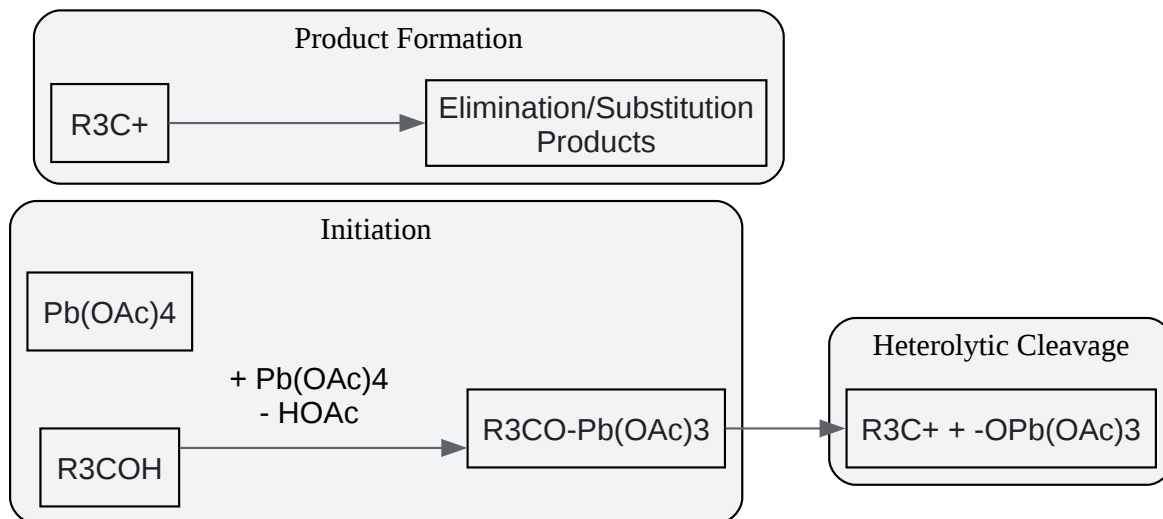 Product Formation
R3C+
Elimination/Substitution
Products
Initiation
Pb(OAc)4
+ Pb(OAc)4
- HOAc
R3COH
R3CO-Pb(OAc)3
Heterolytic Cleavage
R3C+ + -OPb(OAc)3